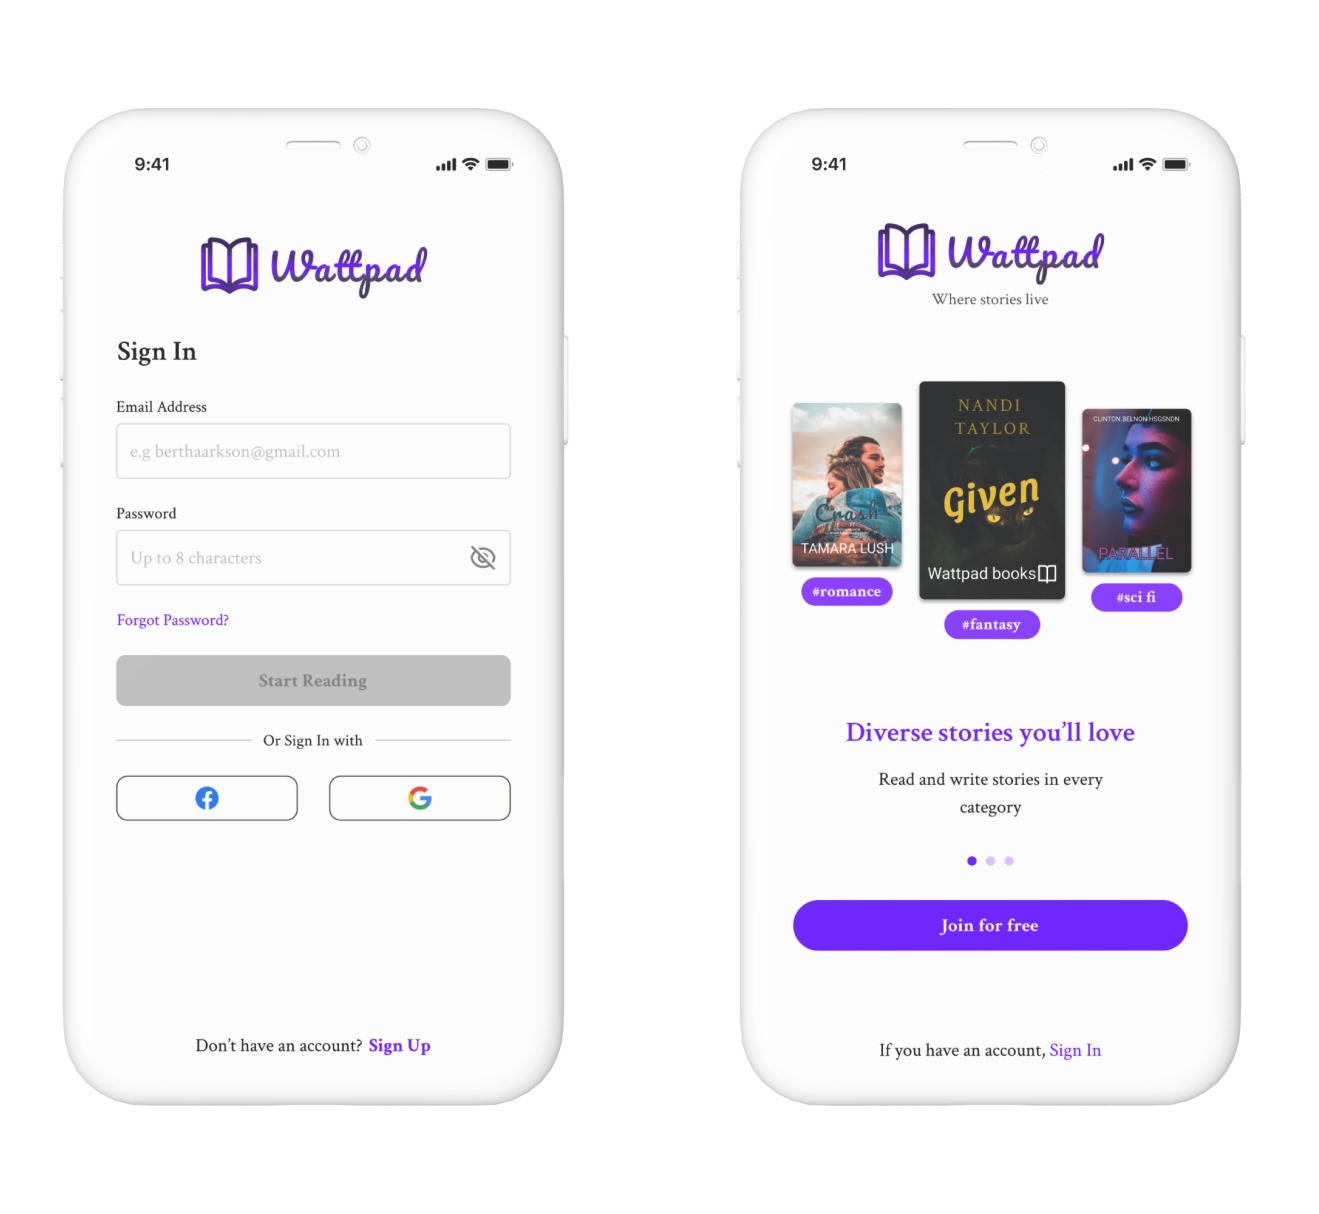 9:41
Wattpad
Sign In
Email Address
e.g berthaarkson@gmail.com
Password
Up to 8 characters
Forgot Password?
Start Reading
Or Sign In with
Don't have an account? Sign Up
9:41
Wattpad
Where stories live
Crash
TAMARA LUSH
#romance
NANDI
TAYLOR
Given
Wattpad books
#fantasy
CLINTON BELNON HSGSNDN
PARALLEL
#sci fi
Diverse stories you'll love
Read and write stories in every
category
Join for free
If you have an account, Sign In